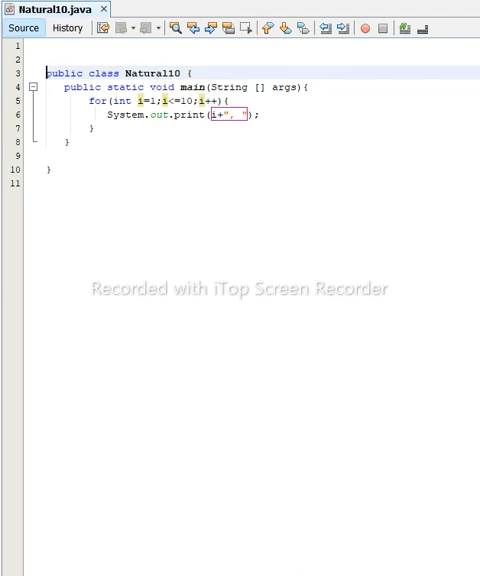 Natural10.java
Source History
1
2
3 public class Natural10 {
4 public static void main(String [] args){
5 for(int i=1;i<=10;i++){
6 System.out.print(i+", ");
7 }
8 }
9
10 }
11
Recorded with iTop Screen Recorder